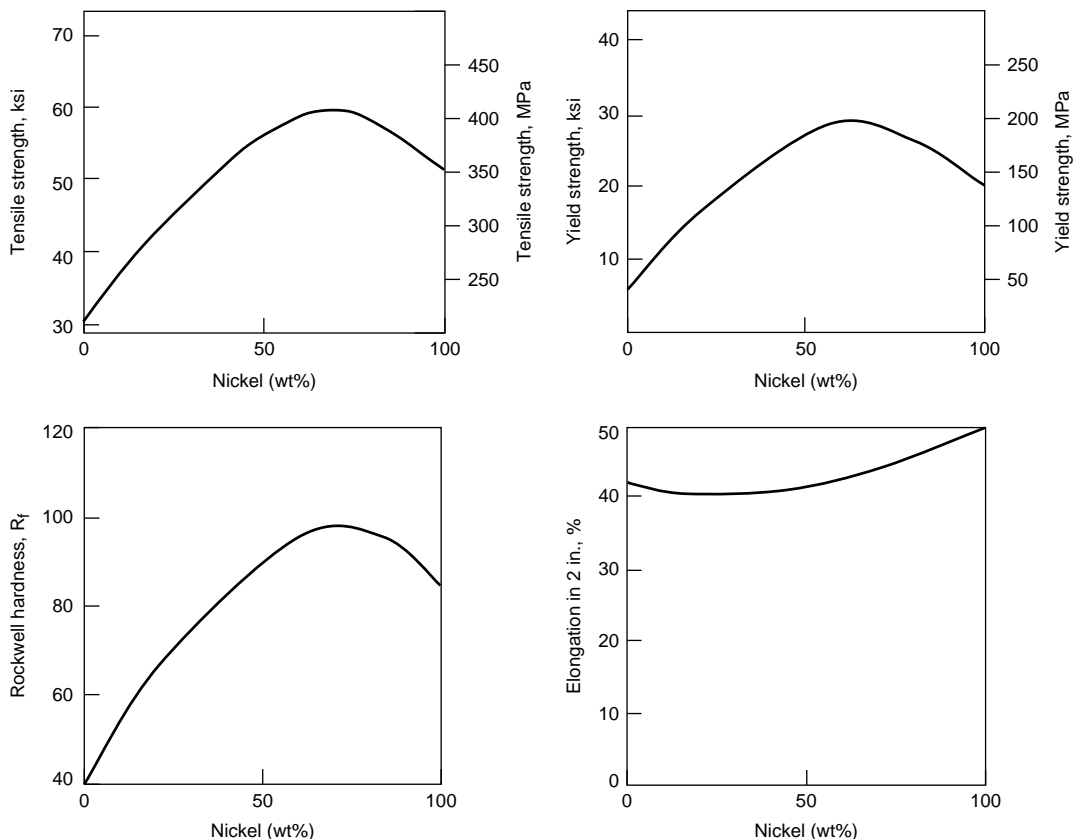 Tensile strength, ksi
70
60
50
40
30
450
400
350
300
250
Tensile strength, MPa
0 50 100
Nickel (wt%)
Yield strength, ksi
40
30
20
10
250
200
150
100
50
Yield strength, MPa
0 50 100
Nickel (wt%)
Rockwell hardness, Rf
120
100
80
60
40
0 50 100
Nickel (wt%)
Elongation in 2 in., %
50
40
30
20
10
0
0 50 100
Nickel (wt%)